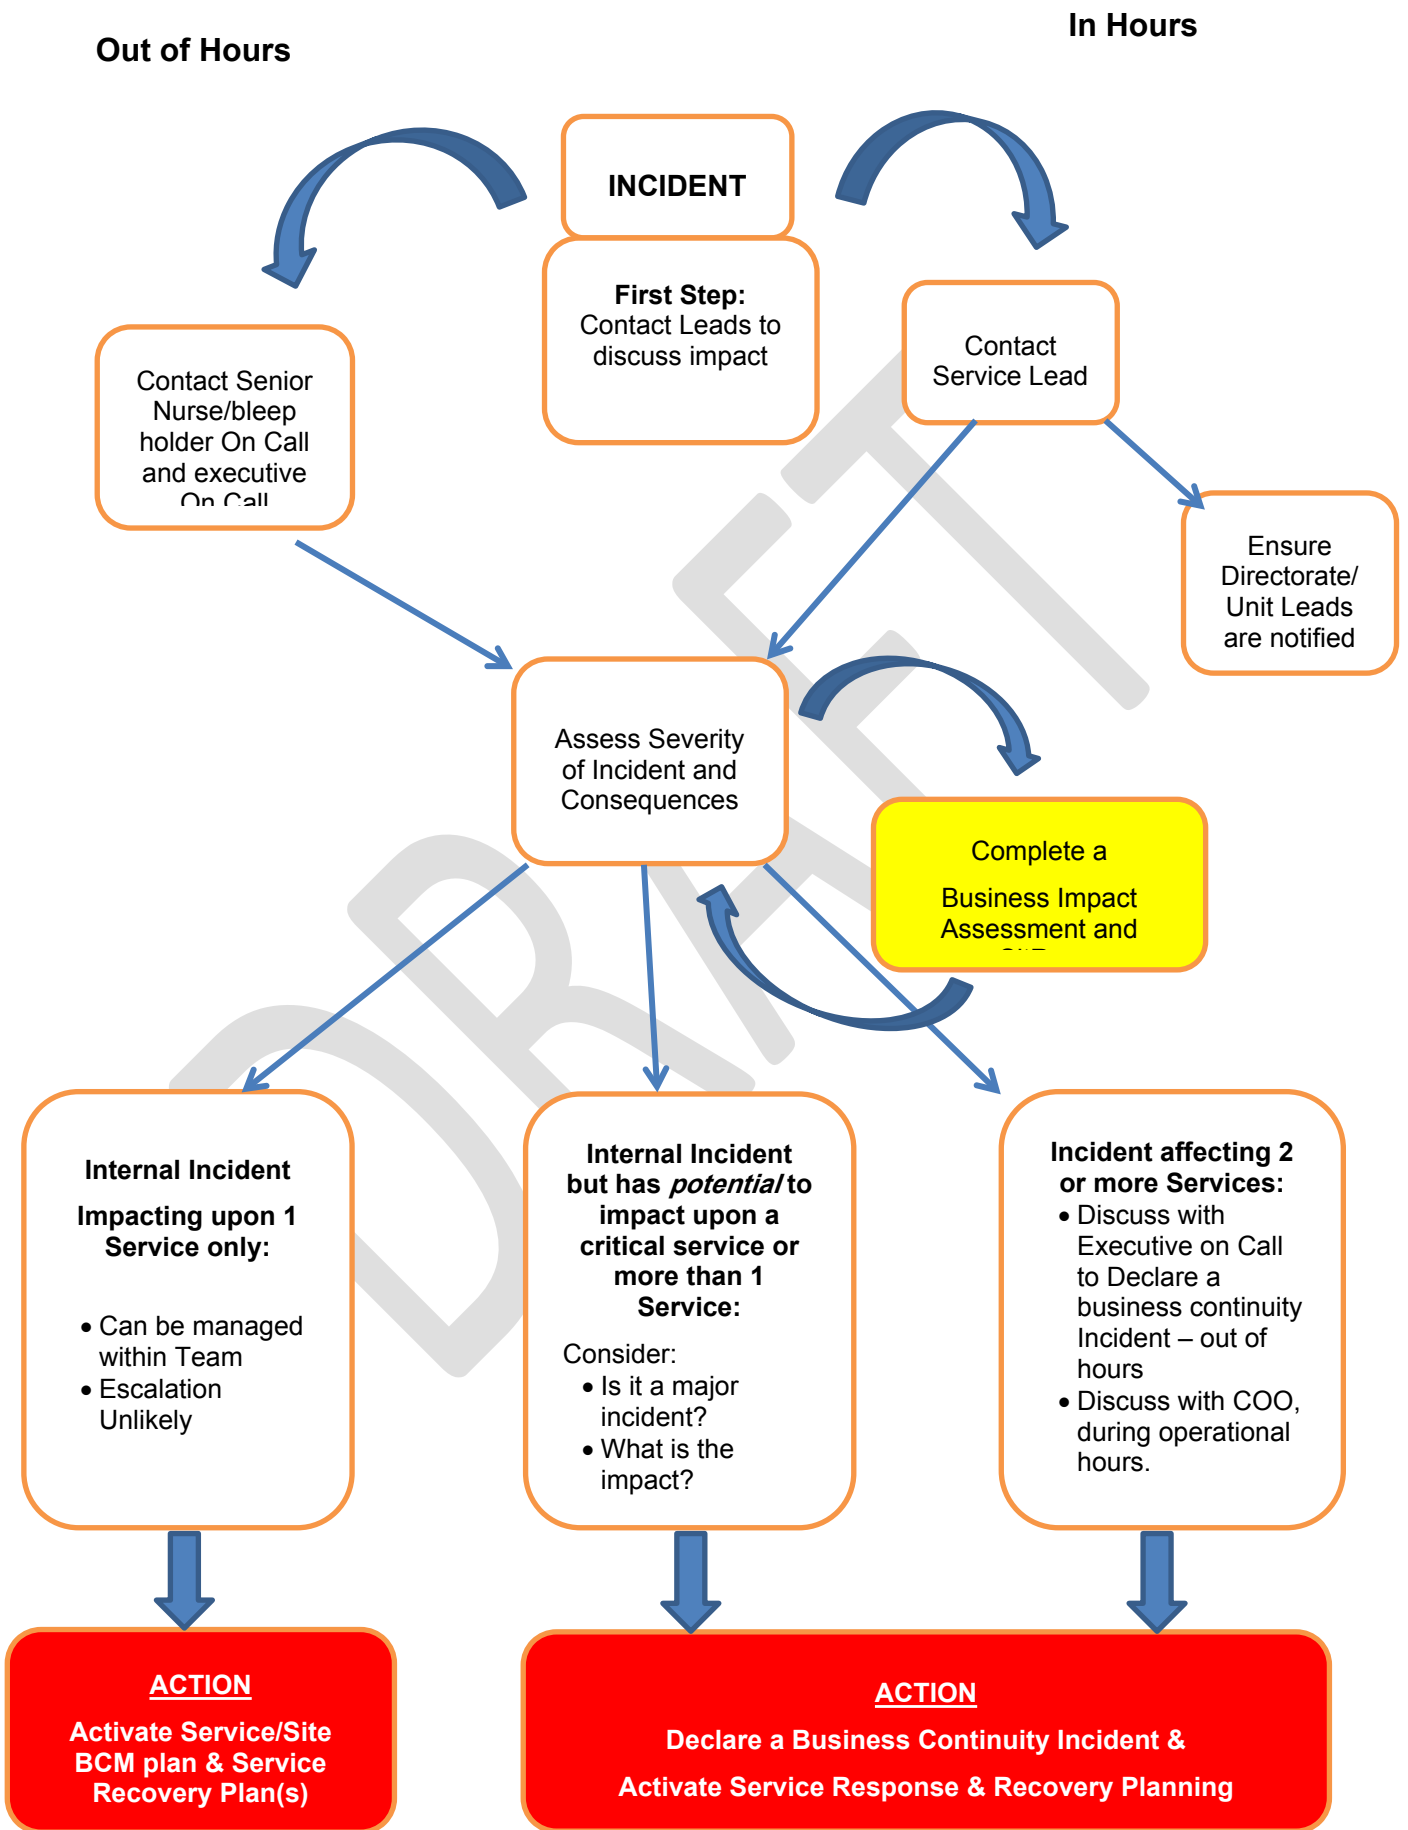 Out of Hours
In Hours
INCIDENT
First Step:
Contact Leads to
discuss impact
Contact Senior
Nurse/bleep
holder On Call
and executive
On Call
Contact
Service Lead
Ensure
Directorate/
Unit Leads
are notified
Assess Severity
of Incident and
Consequences
Complete a
Business Impact
Assessment and
DRAFT
Internal Incident
Impacting upon 1
Service only:
• Can be managed
within Team
• Escalation
Unlikely
Internal Incident
but has potential to
impact upon a
critical service or
more than 1
Service:
Consider:
• Is it a major
incident?
• What is the
impact?
Incident affecting 2
or more Services:
• Discuss with
Executive on Call
to Declare a
business continuity
Incident – out of
hours
• Discuss with COO,
during operational
hours.
ACTION
Activate Service/Site
BCM plan & Service
Recovery Plan(s)
ACTION
Declare a Business Continuity Incident &
Activate Service Response & Recovery Planning